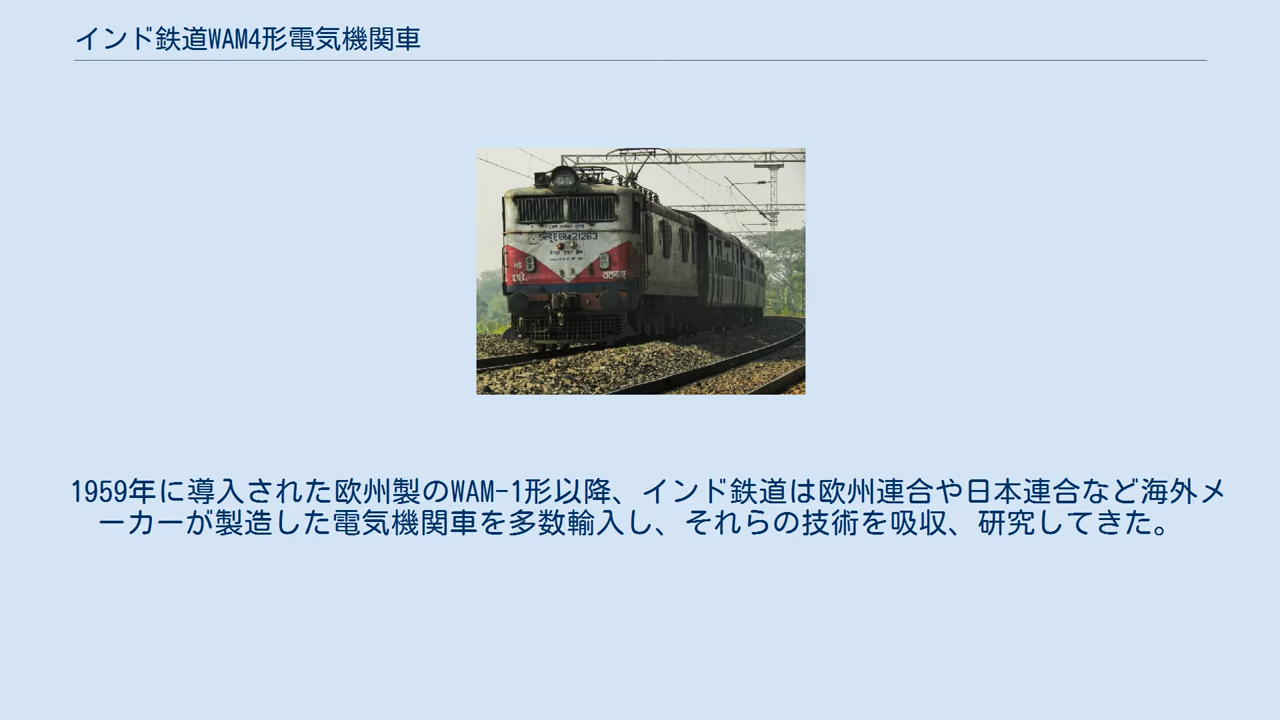 インド鉄道WAM4形電気機関車
21263
1959年に導入された欧州製のWAM-1形以降、インド鉄道は欧州連合や日本連合など海外メ
ーカーが製造した電気機関車を多数輸入し、それらの技術を吸収、研究してきた。